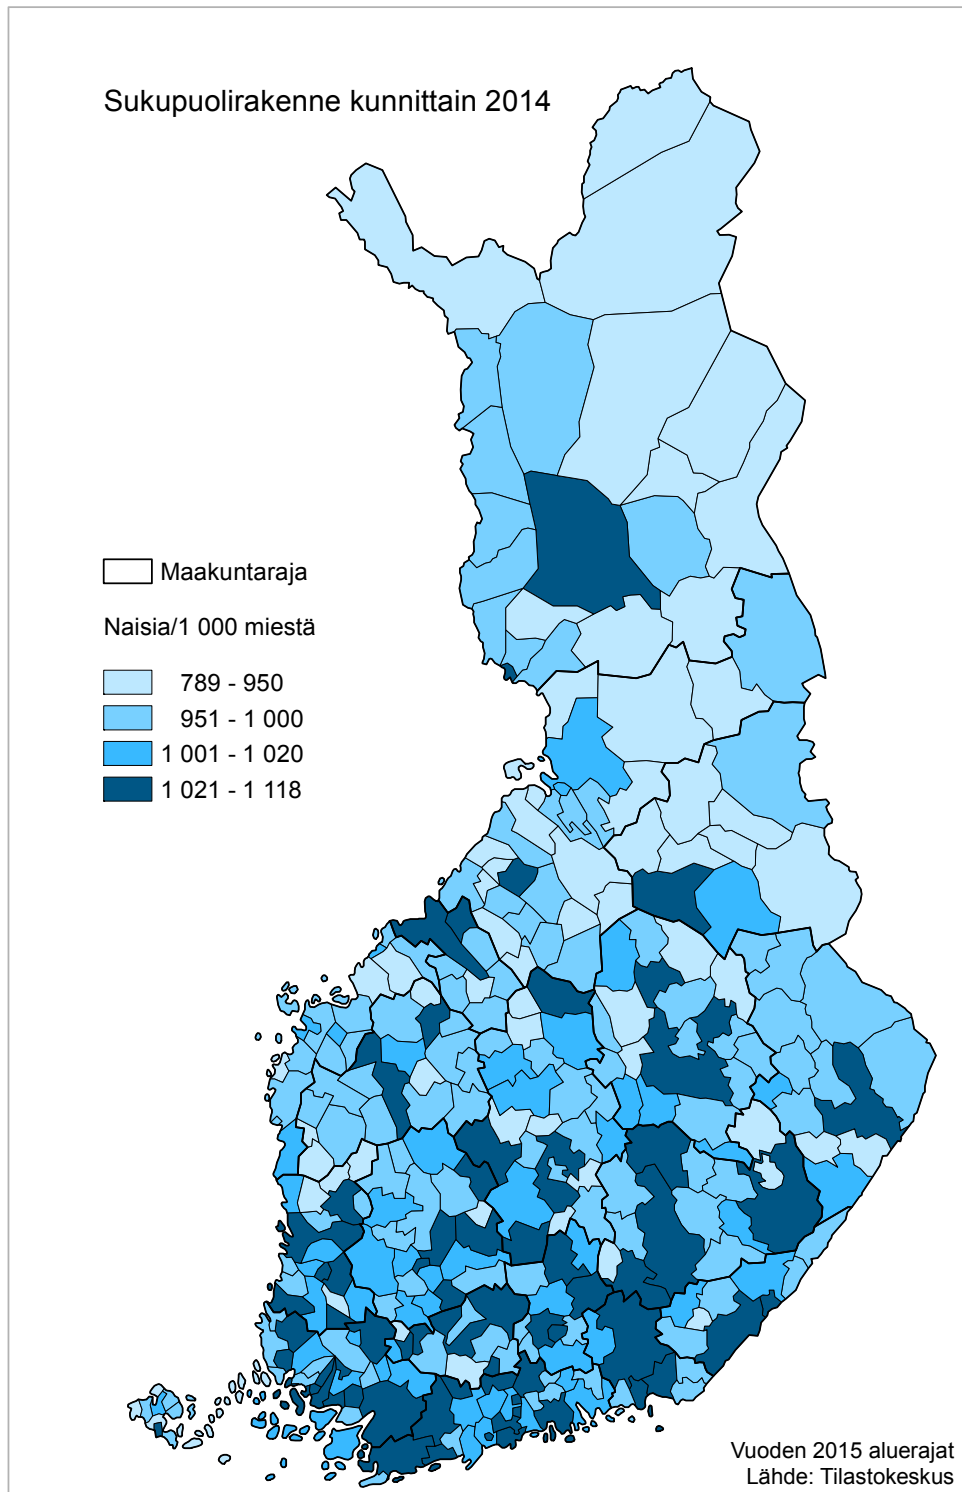 Sukupuolirakenne kunnittain 2014
Maakuntaraja
Naisia/1 000 miestä
789 - 950
951 - 1 000
1 001 - 1 020
1 021 - 1 118
Vuoden 2015 aluerajat
Lähde: Tilastokeskus